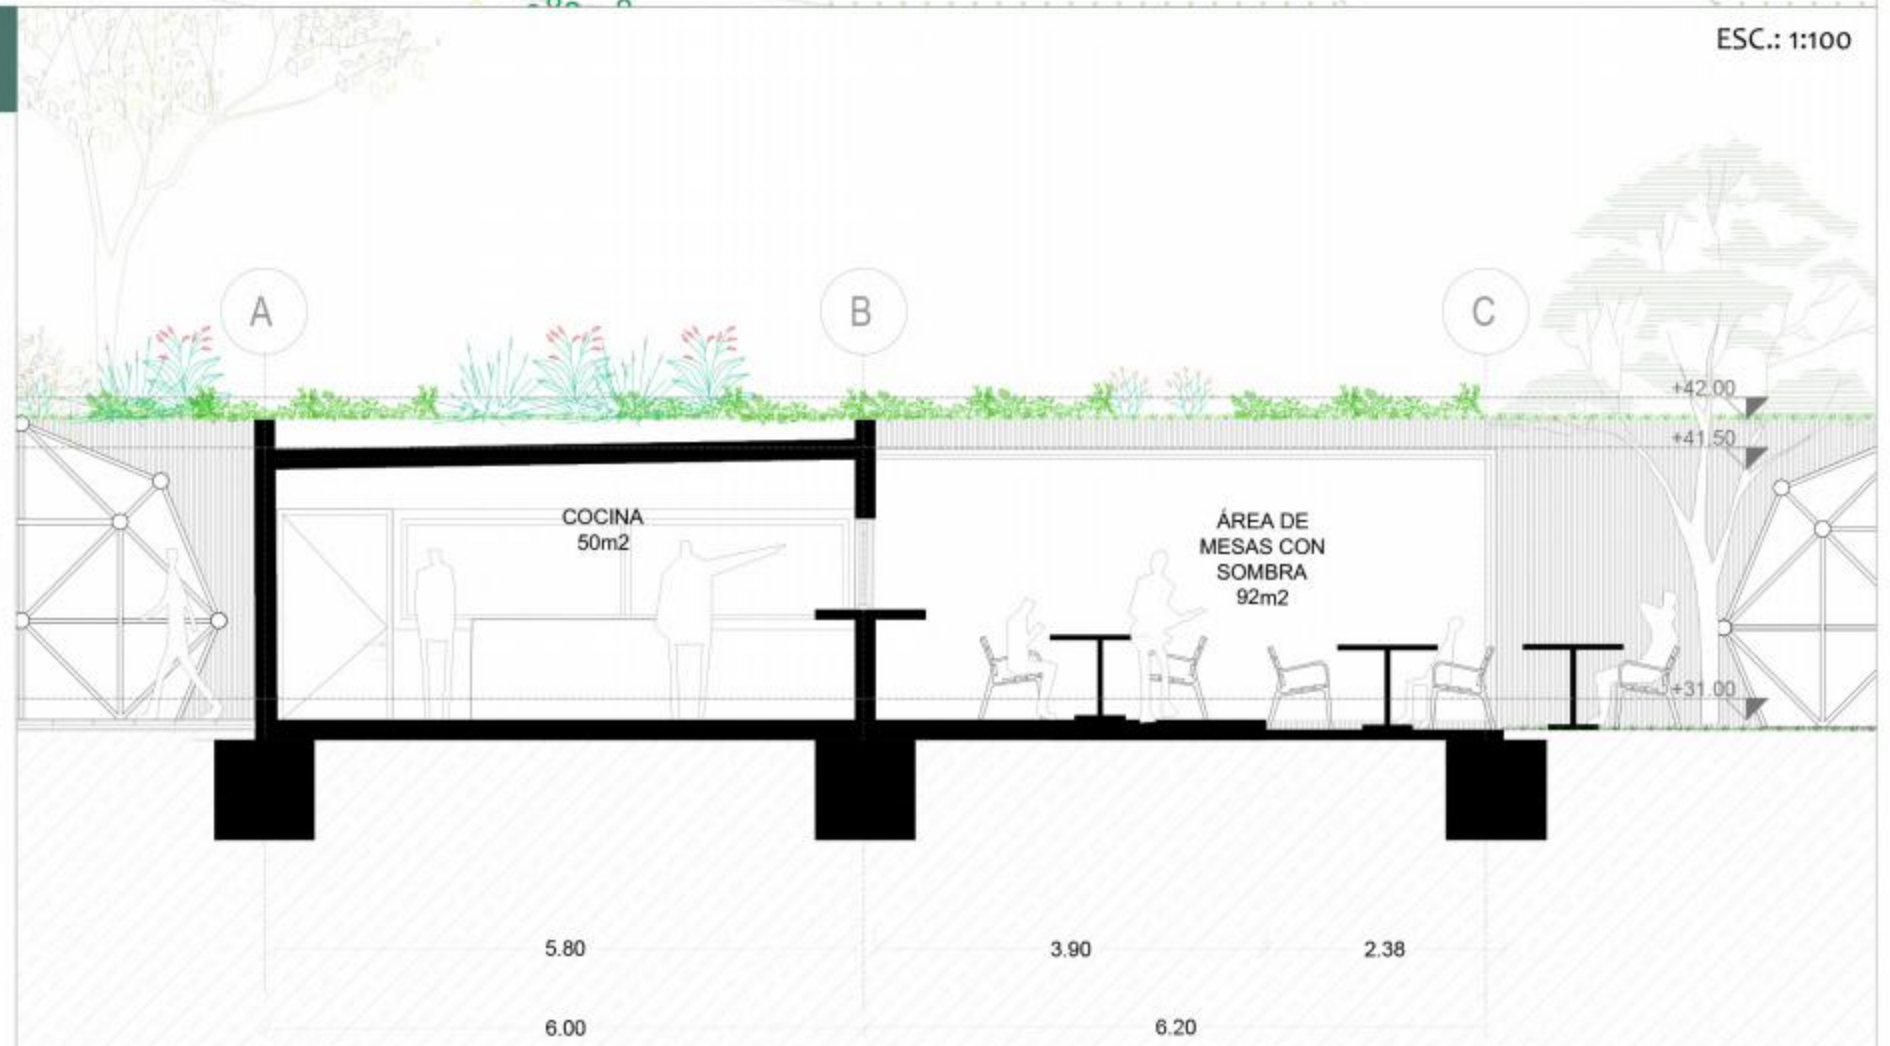 ESC.: 1:100
A
B
C
+42.00
+41.50
COCINA
50m2
ÁREA DE
MESAS CON
SOMBRA
92m2
+31.00
5.80
3.90
2.38
6.00
6.20